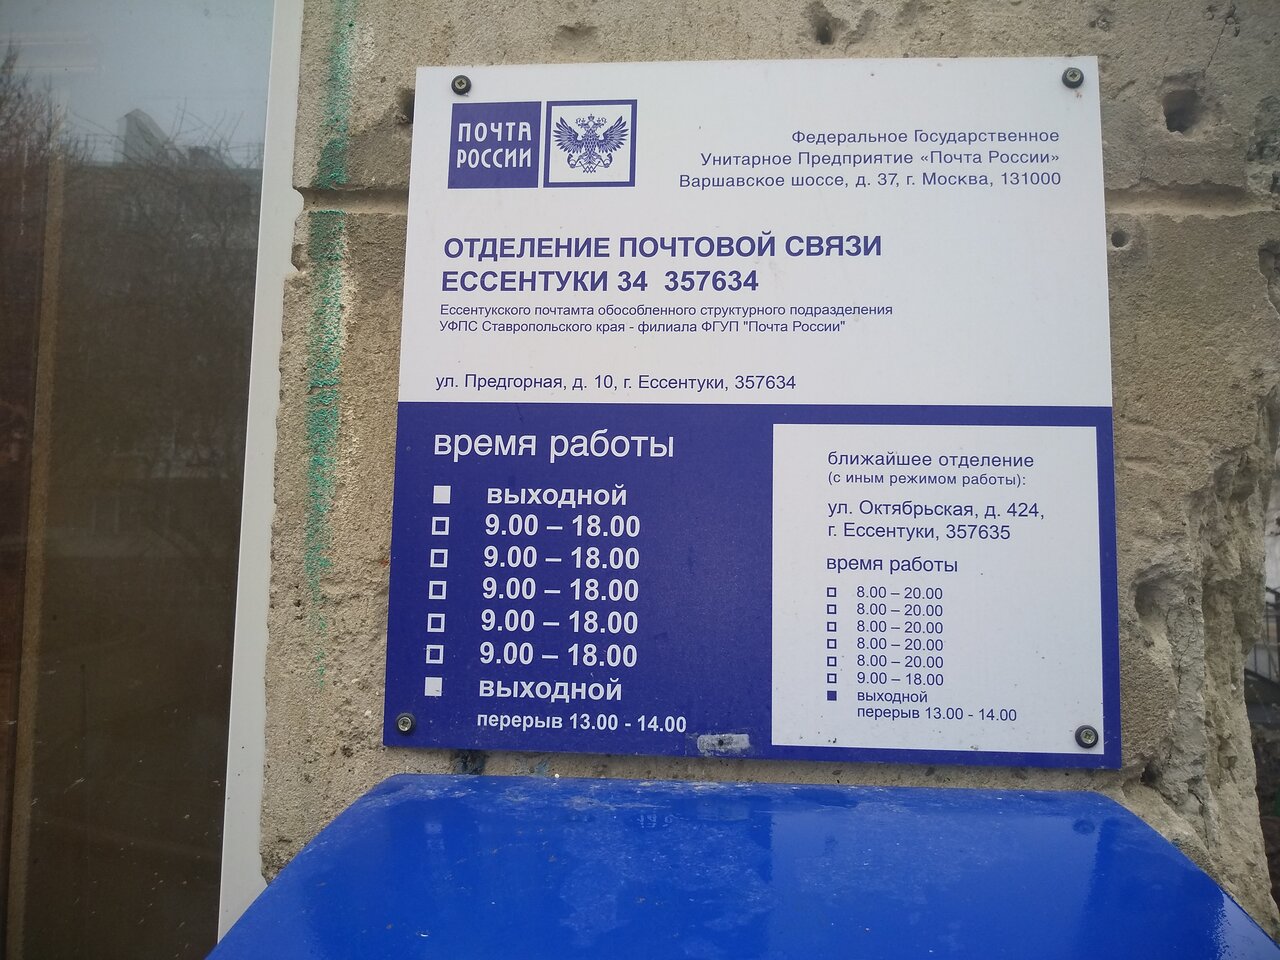 ПОЧТА
РОССИИ
Федеральное Государственное
Унитарное Предприятие «Почта России»
Варшавское шоссе, д. 37, г. Москва, 131000
ОТДЕЛЕНИЕ ПОЧТОВОЙ СВЯЗИ
ЕССЕНТУКИ 34 357634
Ессентукского почтамта обособленного структурного подразделения
УФПС Ставропольского края - филиала ФГУП "Почта России"
ул. Предгорная, д. 10, г. Ессентуки, 357634
время работы
выходной
9.00 – 18.00
9.00 – 18.00
9.00 – 18.00
9.00 – 18.00
9.00 – 18.00
выходной
перерыв 13.00 - 14.00
ближайшее отделение
(с иным режимом работы):
ул. Октябрьская, д. 424,
г. Ессентуки, 357635
время работы
8.00 – 20.00
8.00 – 20.00
8.00 – 20.00
8.00 – 20.00
8.00 – 20.00
9.00 – 18.00
выходной
перерыв 13.00 - 14.00